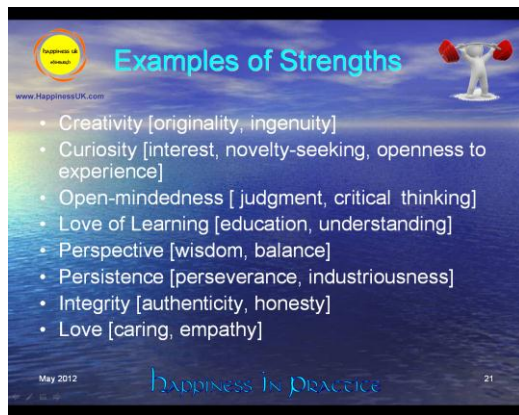 happiness uk
Examples of Strengths
www.HappinessUK.com
• Creativity [originality, ingenuity]
• Curiosity [interest, novelty-seeking, openness to
experience]
• Open-mindedness [ judgment, critical thinking]
• Love of Learning [education, understanding]
• Perspective [wisdom, balance]
• Persistence [perseverance, industriousness]
• Integrity [authenticity, honesty]
• Love [caring, empathy]
May 2012
Happiness In Practice
21